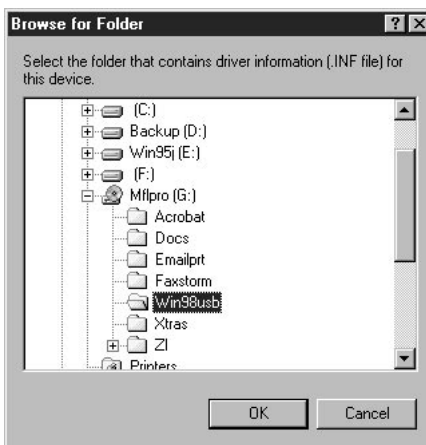 Browse for Folder
Select the folder that contains driver information (.INF file) for
this device.
(C:)
Backup (D:)
Win95j (E:)
(F:)
Mflpro (G:)
Acrobat
Docs
Emailprt
Faxstorm
Win98usb
Xtras
Zl
Printers
OK Cancel